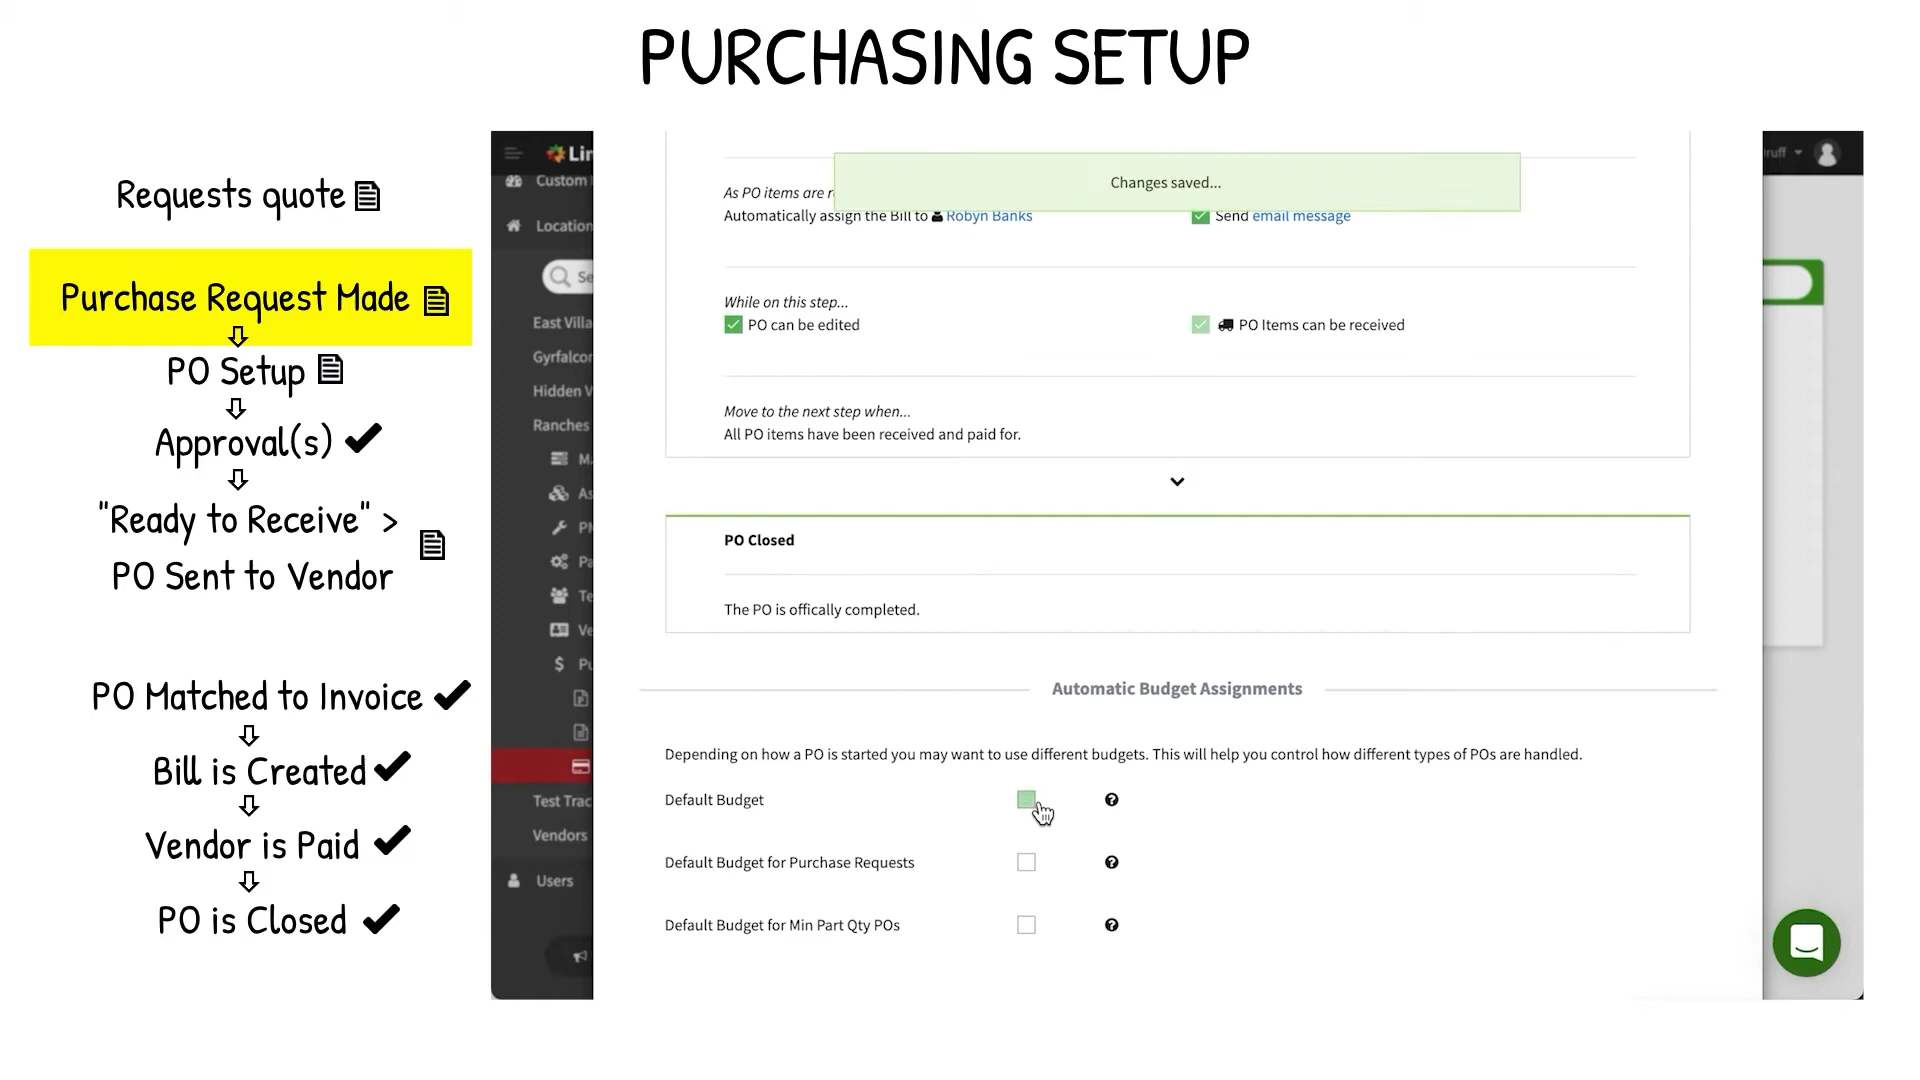 PURCHASING SETUP
Requests quote
Purchase Request Made
PO Setup
Approval(s)
"Ready to Receive" >
PO Sent to Vendor
PO Matched to Invoice
Bill is Created
Vendor is Paid
PO is Closed
Custom
Location
East Villa
Gyrfalcon
Hidden V
Ranches
Test Trac
Vendors
Users
Changes saved...
As PO items are r
Automatically assign the Bill to Robyn Banks
Send email message
While on this step...
PO can be edited
PO Items can be received
Move to the next step when...
All PO items have been received and paid for.
PO Closed
The PO is offically completed.
Automatic Budget Assignments
Depending on how a PO is started you may want to use different budgets. This will help you control how different types of POs are handled.
Default Budget
Default Budget for Purchase Requests
Default Budget for Min Part Qty POs